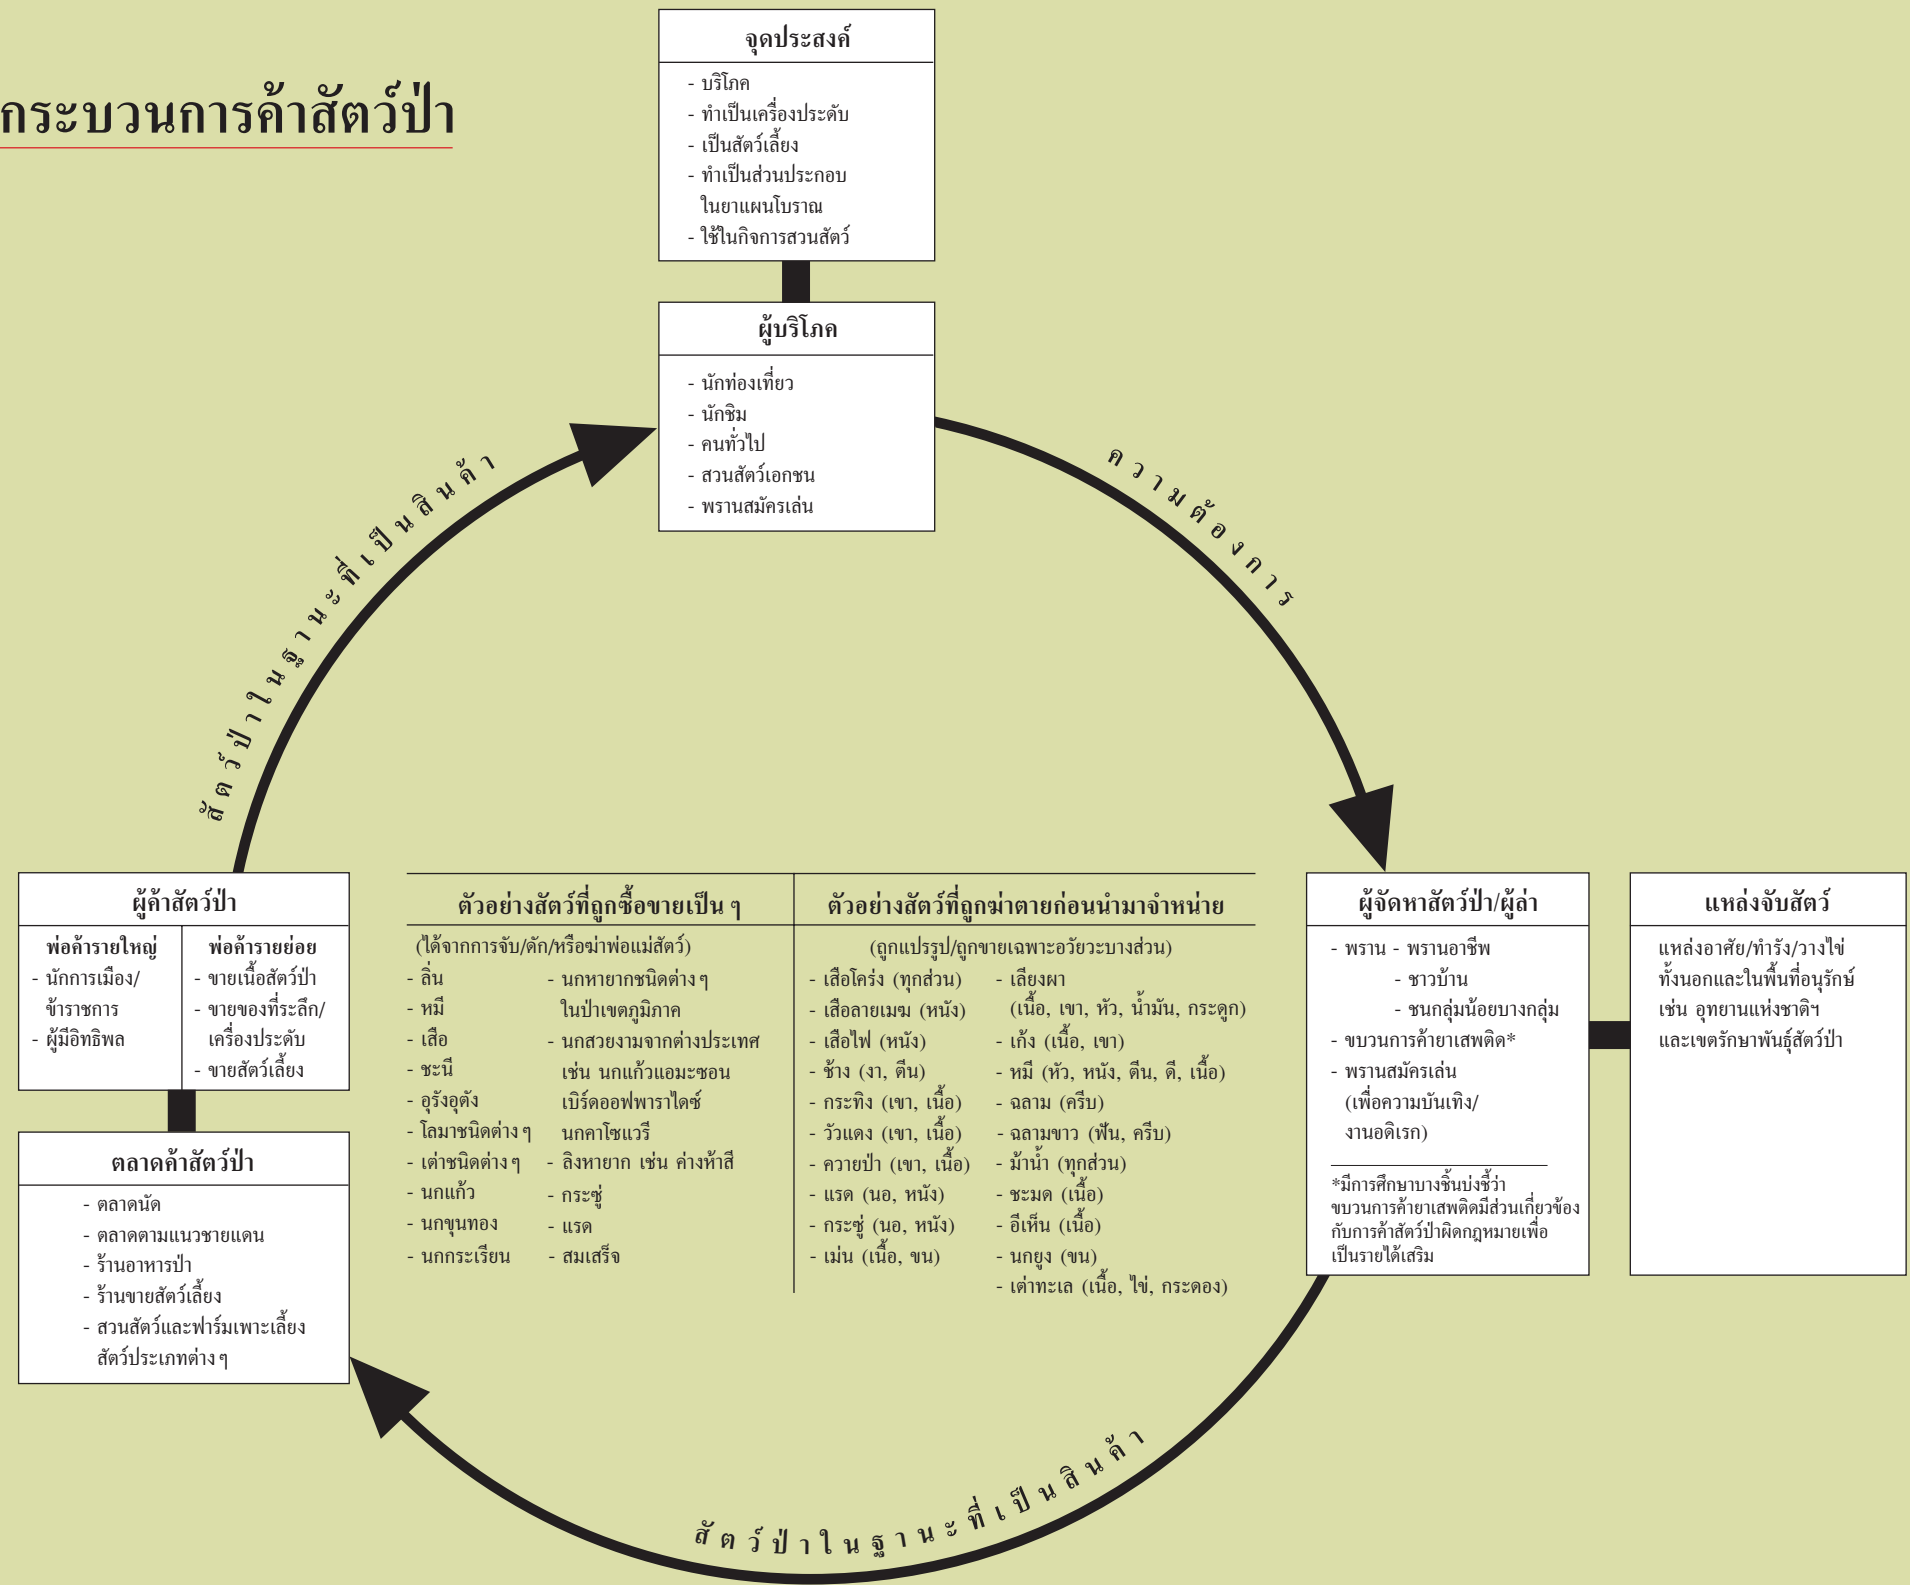 กระบวนการค้าสัตว์ป่า
จุดประสงค์
- บริโภค
- ทำเป็นเครื่องประดับ
- เป็นสัตว์เลี้ยง
- ทำเป็นส่วนประกอบ
ในยาแผนโบราณ
- ใช้ในกิจการสวนสัตว์
ผู้บริโภค
- นักท่องเที่ยว
- นักชิม
- คนทั่วไป
- สวนสัตว์เอกชน
- พรานสมัครเล่น
ความต้องการ
สัตว์ป่าในฐานะที่เป็นสินค้า
ผู้ค้าสัตว์ป่า
พ่อค้ารายใหญ่
- นักการเมือง/
ข้าราชการ
- ผู้มีอิทธิพล
พ่อค้ารายย่อย
- ขายเนื้อสัตว์ป่า
- ขายของที่ระลึก/
เครื่องประดับ
- ขายสัตว์เลี้ยง
ตลาดค้าสัตว์ป่า
- ตลาดนัด
- ตลาดตามแนวชายแดน
- ร้านอาหารป่า
- ร้านขายสัตว์เลี้ยง
- สวนสัตว์และฟาร์มเพาะเลี้ยง
สัตว์ประเภทต่าง ๆ
ตัวอย่างสัตว์ที่ถูกซื้อขายเป็น ๆ
(ได้จากการจับ/ดัก/หรือฆ่าพ่อแม่สัตว์)
- ลิ่น
- หมี
- เสือ
- ชะนี
- อุรังอุตัง
- โลมาชนิดต่าง ๆ
- เต่าชนิดต่าง ๆ
- นกแก้ว
- นกขุนทอง
- นกกระเรียน
- นกหายากชนิดต่าง ๆ
ในป่าเขตภูมิภาค
- นกสวยงามจากต่างประเทศ
เช่น นกแก้วแอมะซอน
เบิร์ดออฟพาราไดซ์
นกคาโซแวรี
- ลิงหายาก เช่น ค่างห้าสี
- กระซู่
- แรด
- สมเสร็จ
ตัวอย่างสัตว์ที่ถูกฆ่าตายก่อนนำมาจำหน่าย
(ถูกแปรรูป/ถูกขายเฉพาะอวัยวะบางส่วน)
- เสือโคร่ง (ทุกส่วน)
- เสือลายเมฆ (หนัง)
- เสือไฟ (หนัง)
- ช้าง (งา, ตีน)
- กระทิง (เขา, เนื้อ)
- วัวแดง (เขา, เนื้อ)
- ควายป่า (เขา, เนื้อ)
- แรด (นอ, หนัง)
- กระซู่ (นอ, หนัง)
- เม่น (เนื้อ, ขน)
- เลียงผา
(เนื้อ, เขา, หัว, น้ำมัน, กระดูก)
- เก้ง (เนื้อ, เขา)
- หมี (หัว, หนัง, ตีน, ดี, เนื้อ)
- ฉลาม (ครีบ)
- ฉลามขาว (ฟัน, ครีบ)
- ม้าน้ำ (ทุกส่วน)
- ชะมด (เนื้อ)
- อีเห็น (เนื้อ)
- นกยูง (ขน)
- เต่าทะเล (เนื้อ, ไข่, กระดอง)
ผู้จัดหาสัตว์ป่า/ผู้ล่า
- พราน - พรานอาชีพ
- ชาวบ้าน
- ชนกลุ่มน้อยบางกลุ่ม
- ขบวนการค้ายาเสพติด*
- พรานสมัครเล่น
(เพื่อความบันเทิง/
งานอดิเรก)
*มีการศึกษาบางชิ้นบ่งชี้ว่า
ขบวนการค้ายาเสพติดมีส่วนเกี่ยวข้อง
กับการค้าสัตว์ป่าผิดกฎหมายเพื่อ
เป็นรายได้เสริม
แหล่งจับสัตว์
แหล่งอาศัย/ทำรัง/วางไข่
ทั้งนอกและในพื้นที่อนุรักษ์
เช่น อุทยานแห่งชาติฯ
และเขตรักษาพันธุ์สัตว์ป่า
สัตว์ป่าในฐานะที่เป็นสินค้า